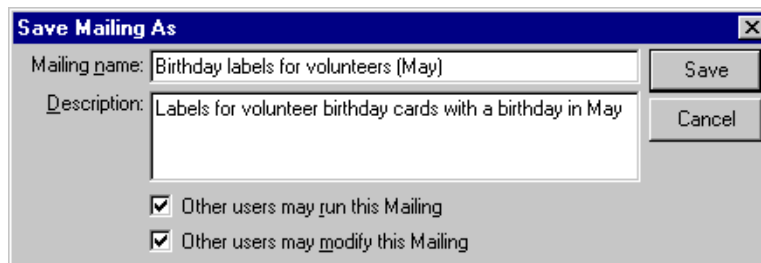 Save Mailing As
Mailing name: Birthday labels for volunteers (May)
Save
Description: Labels for volunteer birthday cards with a birthday in May
Cancel
Other users may run this Mailing
Other users may modify this Mailing